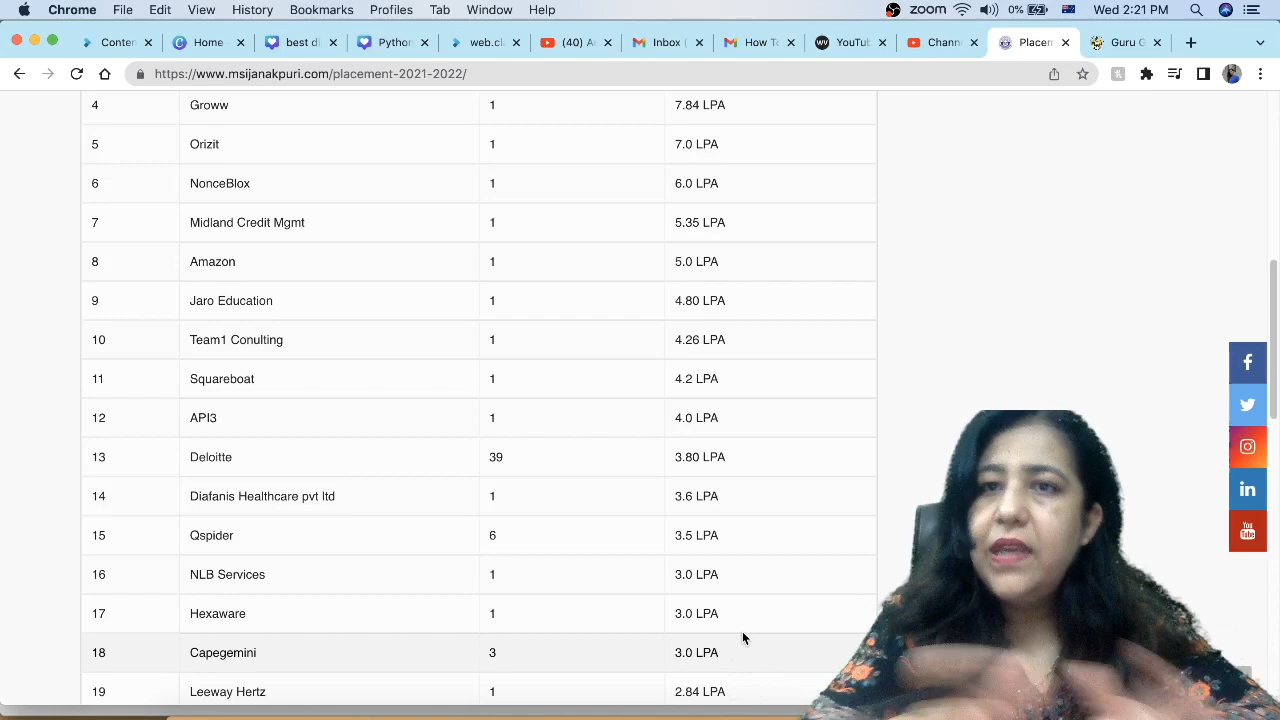 Chrome File Edit View History Bookmarks Profiles Tab Window Help zoom 0% Wed 2:21 PM
Conten Home - best di Python web.cl (40) A Inbox ( How To YouTub Chann Placem Guru G
https://www.msijanakpuri.com/placement-2021-2022/
4 Groww 1 7.84 LPA
5 Orizit 1 7.0 LPA
6 NonceBlox 1 6.0 LPA
7 Midland Credit Mgmt 1 5.35 LPA
8 Amazon 1 5.0 LPA
9 Jaro Education 1 4.80 LPA
10 Team1 Conulting 1 4.26 LPA
11 Squareboat 1 4.2 LPA
12 API3 1 4.0 LPA
13 Deloitte 39 3.80 LPA
14 Diafanis Healthcare pvt ltd 1 3.6 LPA
15 Qspider 6 3.5 LPA
16 NLB Services 1 3.0 LPA
17 Hexaware 1 3.0 LPA
18 Capegemini 3 3.0 LPA
19 Leeway Hertz 1 2.84 LPA